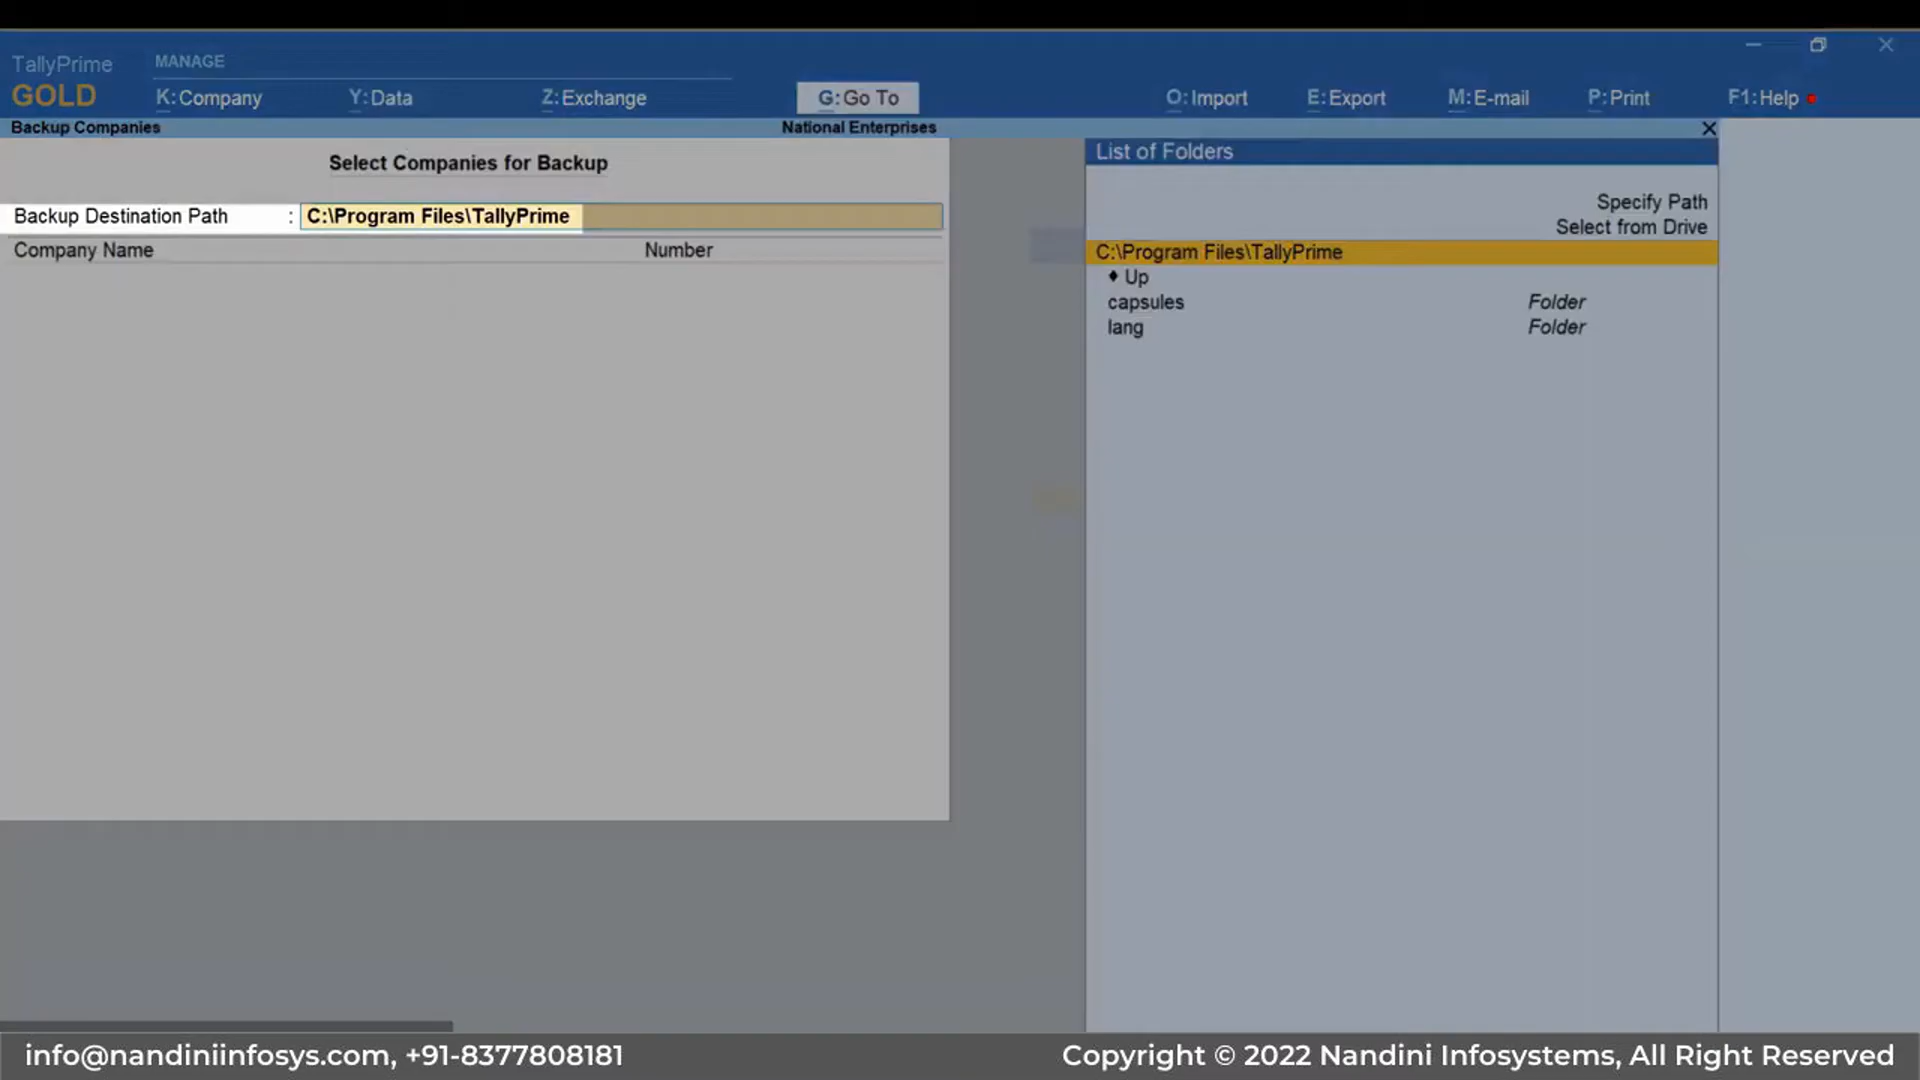 TallyPrime
GOLD
MANAGE
K:Company
Y:Data
Z:Exchange
G:Go To
O:Import
E:Export
M:E-mail
P:Print
F1:Help
Backup Companies
National Enterprises
Select Companies for Backup
Backup Destination Path : C:\Program Files\TallyPrime
Company Name Number
List of Folders
Specify Path
Select from Drive
C:\Program Files\TallyPrime
♦ Up
capsules Folder
lang Folder
info@nandiniinfosys.com, +91-8377808181
Copyright © 2022 Nandini Infosystems, All Right Reserved